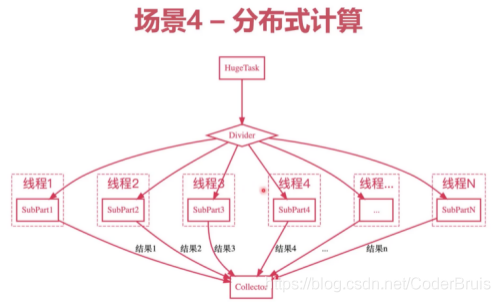 场景4 – 分布式计算
HugeTask
Divider
线程1 线程2 线程3 线程4 线程... 线程N
SubPart1 SubPart2 SubPart3 SubPart4 ... SubPartN
结果1 结果2 结果3 结果4 ... 结果n
Collector
https://blog.csdn.net/CoderBruis